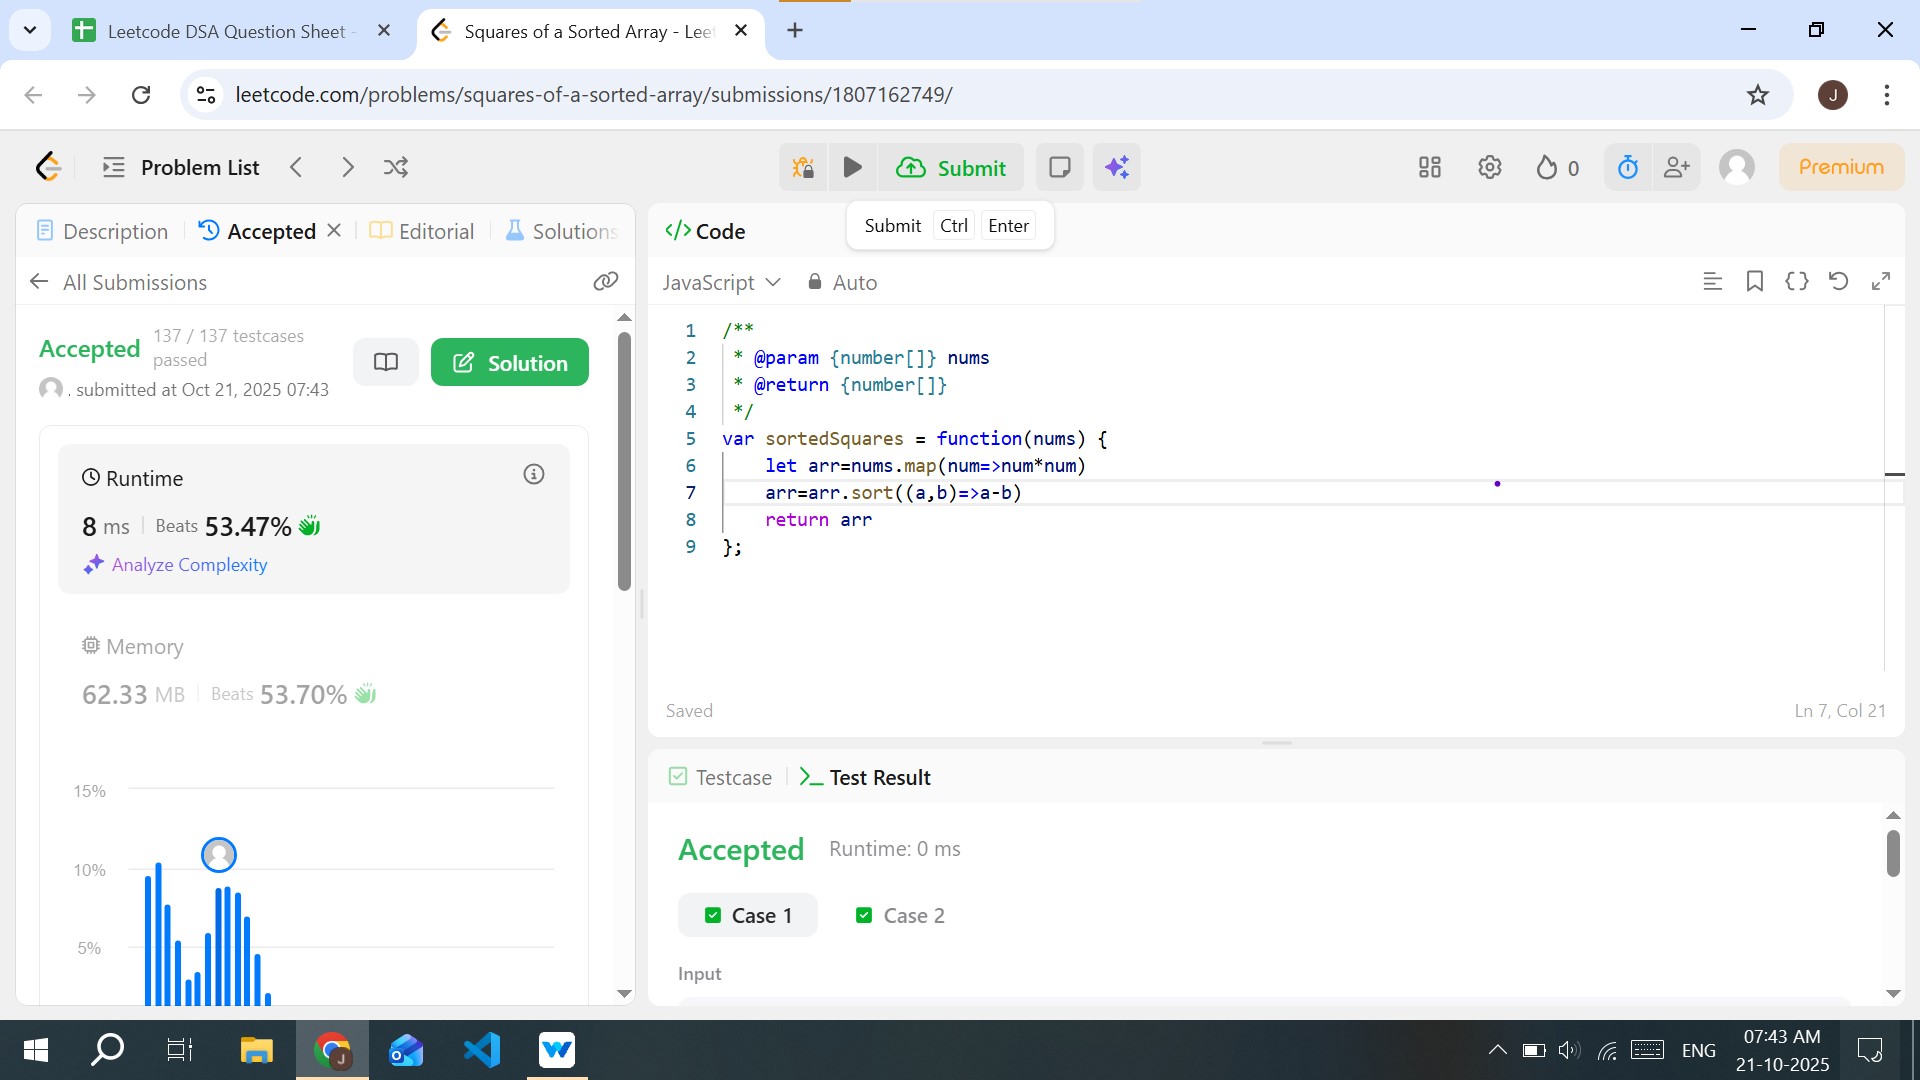 Leetcode DSA Question Sheet -
Squares of a Sorted Array - Leet
leetcode.com/problems/squares-of-a-sorted-array/submissions/1807162749/
J
Problem List
Submit
0
Premium
Description
Accepted
Editorial
Solutions
</> Code
Submit Ctrl Enter
All Submissions
JavaScript
Auto
Accepted
137 / 137 testcases
passed
. submitted at Oct 21, 2025 07:43
Solution
Runtime
8 ms
Beats 53.47%
Analyze Complexity
Memory
62.33 MB
Beats 53.70%
15%
10%
5%
1 /**
2 * @param {number[]} nums
3 * @return {number[]}
4 */
5 var sortedSquares = function(nums) {
6 let arr=nums.map(num=>num*num)
7 arr=arr.sort((a,b)=>a-b)
8 return arr
9 };
Saved
Ln 7, Col 21
Testcase
Test Result
Accepted
Runtime: 0 ms
Case 1
Case 2
Input
ENG
07:43 AM
21-10-2025